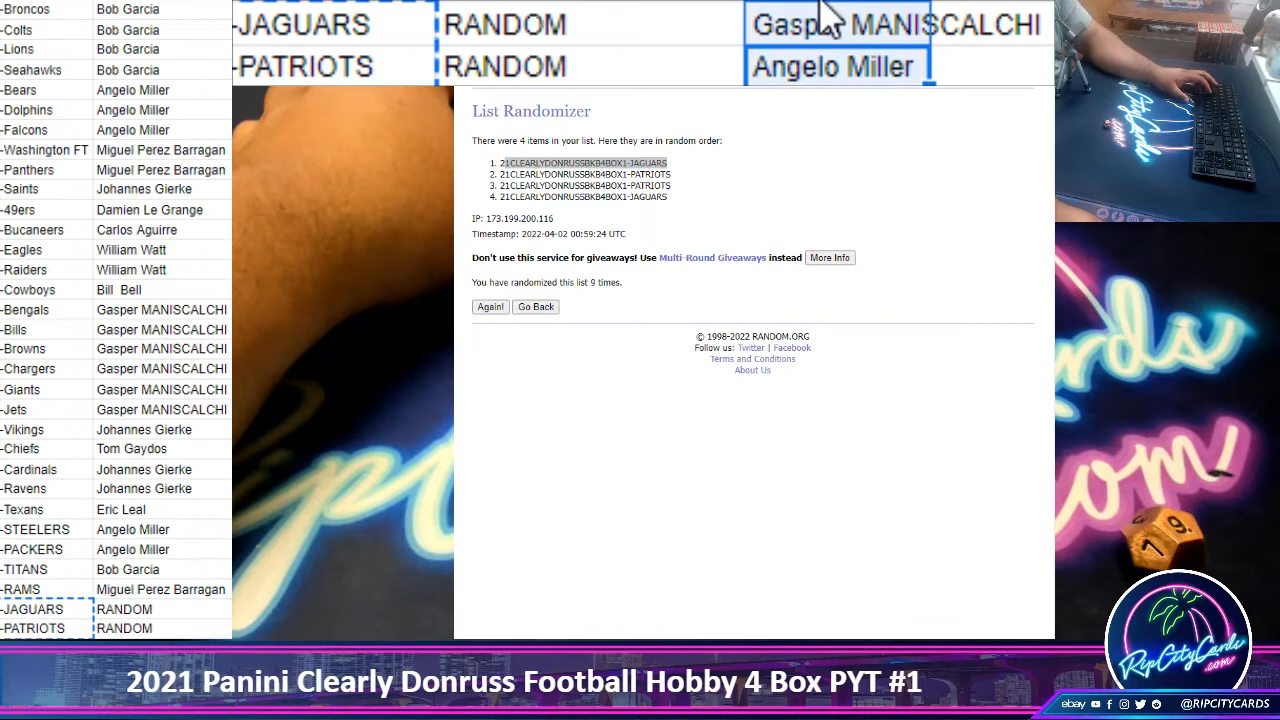 -JAGUARS RANDOM Gasper MANISCALCHI
-PATRIOTS RANDOM Angelo Miller
Broncos Bob Garcia
-Colts Bob Garcia
-Lions Bob Garcia
-Seahawks Bob Garcia
-Bears Angelo Miller
-Dolphins Angelo Miller
-Falcons Angelo Miller
-Washington FT Miguel Perez Barragan
-Panthers Miguel Perez Barragan
-Saints Johannes Gierke
-49ers Damien Le Grange
-Bucaneers Carlos Aguirre
-Eagles William Watt
-Raiders William Watt
-Cowboys Bill Bell
-Bengals Gasper MANISCALCHI
-Bills Gasper MANISCALCHI
-Browns Gasper MANISCALCHI
-Chargers Gasper MANISCALCHI
-Giants Gasper MANISCALCHI
-Jets Gasper MANISCALCHI
-Vikings Johannes Gierke
-Chiefs Tom Gaydos
-Cardinals Johannes Gierke
-Ravens Johannes Gierke
-Texans Eric Leal
-STEELERS Angelo Miller
-PACKERS Angelo Miller
-TITANS Bob Garcia
-RAMS Miguel Perez Barragan
-JAGUARS RANDOM
-PATRIOTS RANDOM
List Randomizer
There were 4 items in your list. Here they are in random order:
1. 21CLEARLYDONRUSSBKB4BOX1-JAGUARS
2. 21CLEARLYDONRUSSBKB4BOX1-PATRIOTS
3. 21CLEARLYDONRUSSBKB4BOX1-PATRIOTS
4. 21CLEARLYDONRUSSBKB4BOX1-JAGUARS
IP: 173.199.200.116
Timestamp: 2022-04-02 00:59:24 UTC
Don't use this service for giveaways! Use Multi-Round Giveaways instead More Info
You have randomized this list 9 times.
Again! Go Back
© 1998-2022 RANDOM.ORG
Follow us: Twitter | Facebook
Terms and Conditions
About Us
2021 Panini Clearly Donruss Football Hobby 4 Box PYT #1
RipCityCards
.com
ebay @RIPCITYCARDS